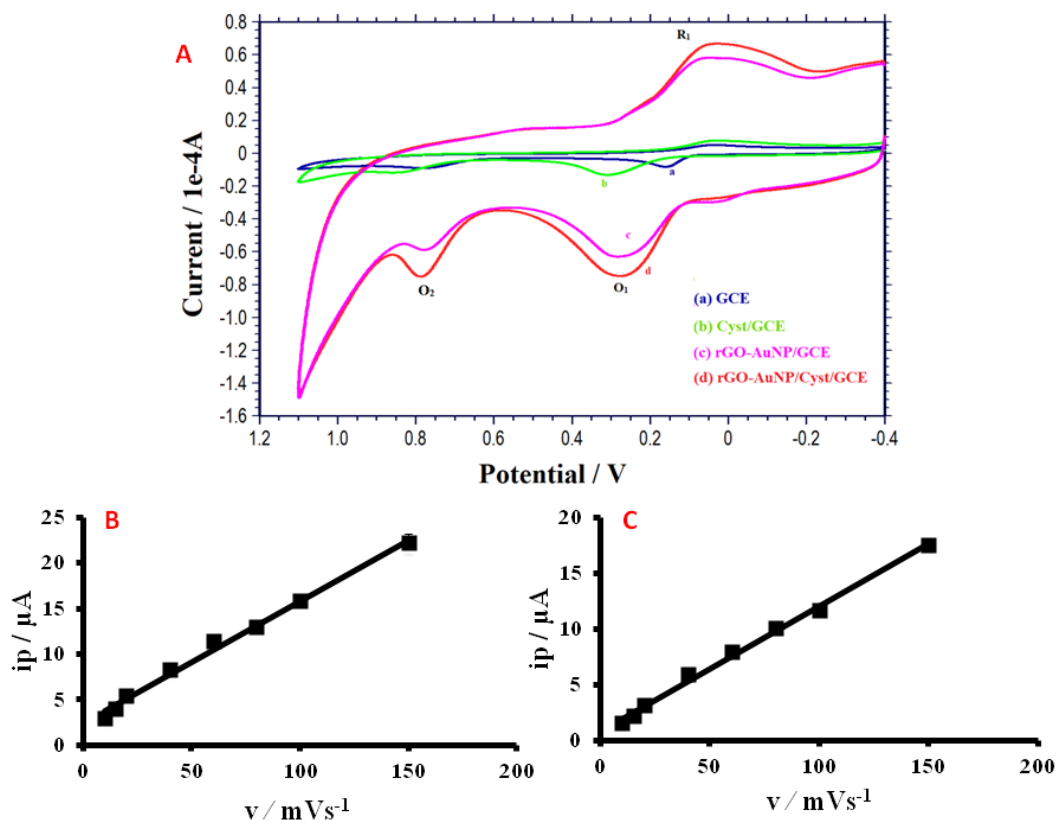 A
0.8
0.6
0.4
0.2
0
-0.2
-0.4
-0.6
-0.8
-1.0
-1.2
-1.4
-1.6
Current / 1e-4A
R1
a
b
c
d
O2
O1
(a) GCE
(b) Cyst/GCE
(c) rGO-AuNP/GCE
(d) rGO-AuNP/Cyst/GCE
1.2 1.0 0.8 0.6 0.4 0.2 0 -0.2 -0.4
Potential / V
B
25
20
15
10
5
0
ip / µA
0 50 100 150 200
v / mVs-1
C
20
15
10
5
0
ip / µA
0 50 100 150 200
v / mVs-1